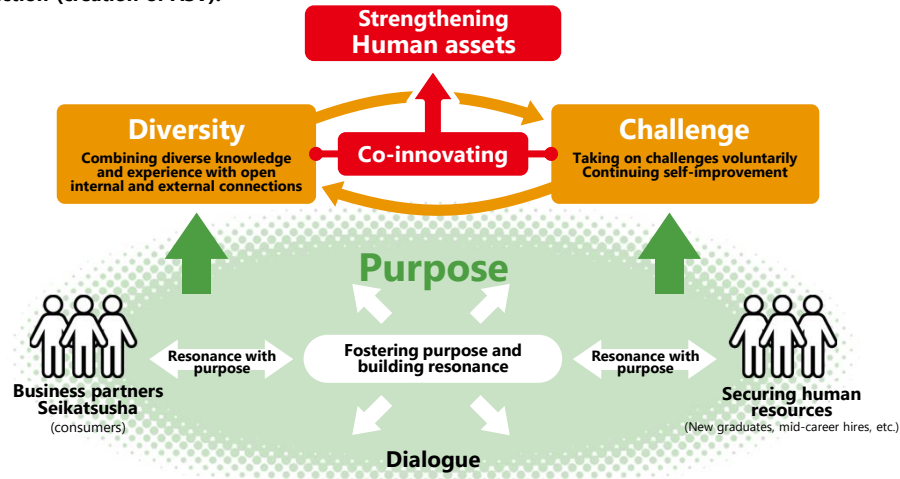 Strengthening
Human assets
Diversity
Combining diverse knowledge
and experience with open
internal and external connections
Co-innovating
Challenge
Taking on challenges voluntarily
Continuing self-improvement
Purpose
Resonance with
purpose
Fostering purpose and
building resonance
Resonance with
purpose
Business partners
Seikatsusha
(consumers)
Securing human
resources
(New graduates, mid-career hires, etc.)
Dialogue